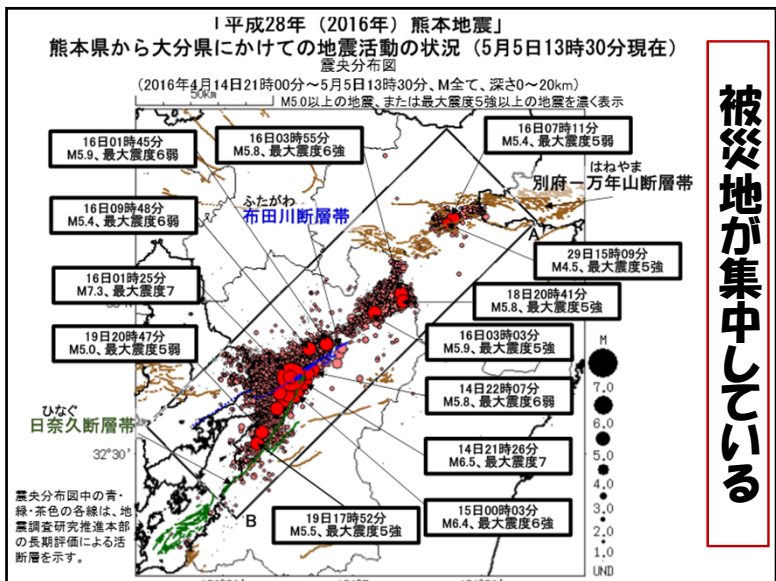 「平成28年（2016年）熊本地震」
熊本県から大分県にかけての地震活動の状況（5月5日13時30分現在）
震央分布図
(2016年4月14日21時00分～5月5日13時30分、M全て、深さ0～20km)
50km
M5.0以上の地震、または最大震度5強以上の地震を濃く表示
16日01時45分
M5.9、最大震度6弱
16日03時55分
M5.8、最大震度6強
16日07時11分
M5.4、最大震度5弱
はねやま
別府―万年山断層帯
ふたがわ
布田川断層帯
16日09時48分
M5.4、最大震度6弱
A
29日15時09分
M4.5、最大震度5強
16日01時25分
M7.3、最大震度7
18日20時41分
M5.8、最大震度5強
19日20時47分
M5.0、最大震度5弱
16日03時03分
M5.9、最大震度5強
14日22時07分
M5.8、最大震度6弱
ひなぐ
日奈久断層帯
32°30'
14日21時26分
M6.5、最大震度7
15日00時03分
M6.4、最大震度6強
B
19日17時52分
M5.5、最大震度5強
震央分布図中の青・
緑・茶色の各線は、地
震調査研究推進本部
の長期評価による活
断層を示す。
M
7.0
6.0
5.0
4.0
3.0
2.0
1.0
UND
被災地が集中している